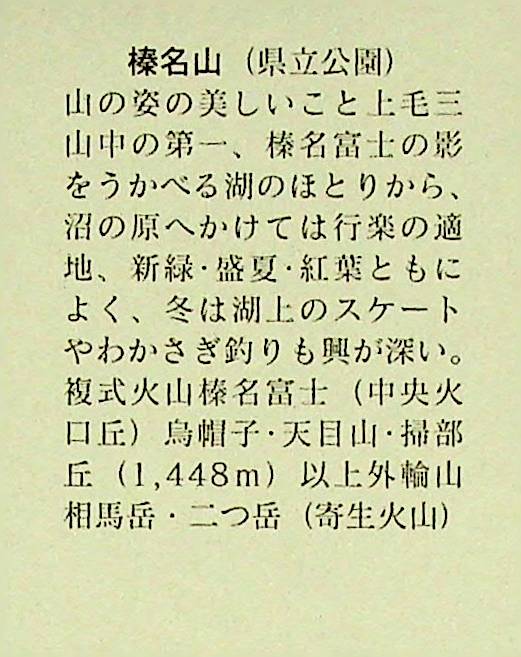 榛名山（県立公園）
山の姿の美しいこと上毛三
山中の第一、榛名富士の影
をうかべる湖のほとりから、
沼の原へかけては行楽の適
地、新緑・盛夏・紅葉ともに
よく、冬は湖上のスケート
やわかさぎ釣りも興が深い。
複式火山榛名富士（中央火
口丘）烏帽子・天目山・掃部
丘（1,448m）以上外輪山
相馬岳・二つ岳（寄生火山）